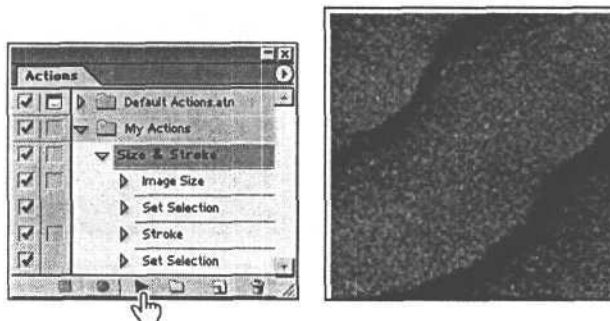 Actions
Default Actions.atn
My Actions
Size & Stroke
Image Size
Set Selection
Stroke
Set Selection